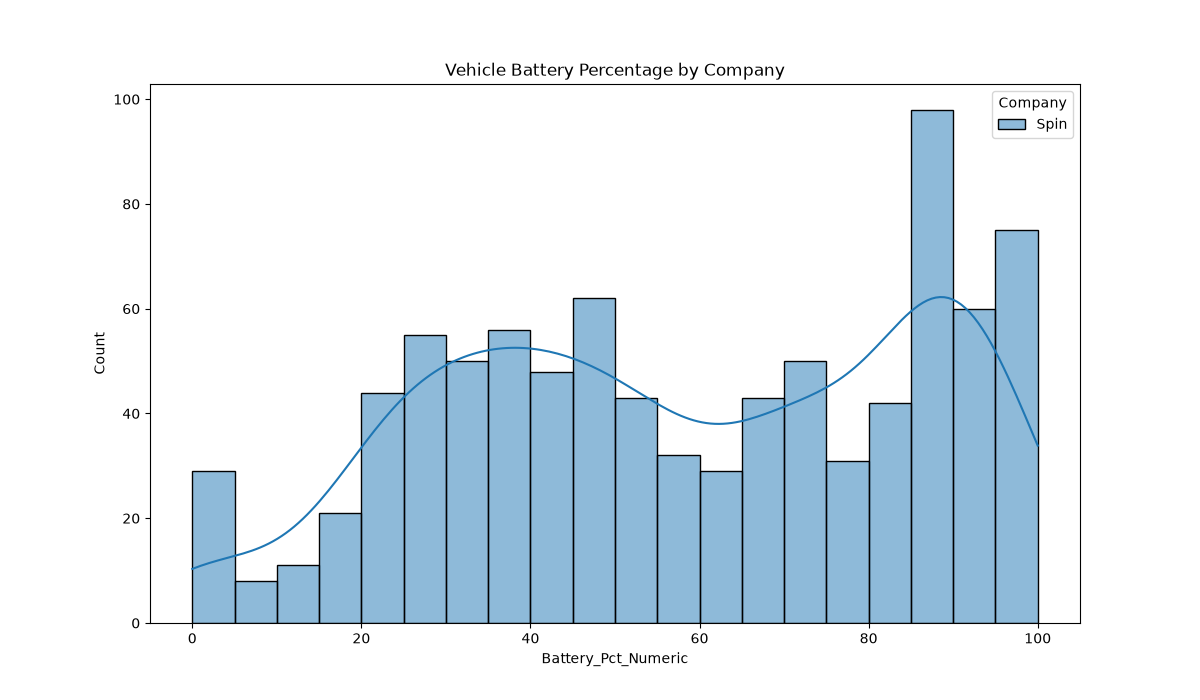 Vehicle Battery Percentage by Company
Company
Spin
100
80
60
40
20
0
Count
0 20 40 60 80 100
Battery_Pct_Numeric